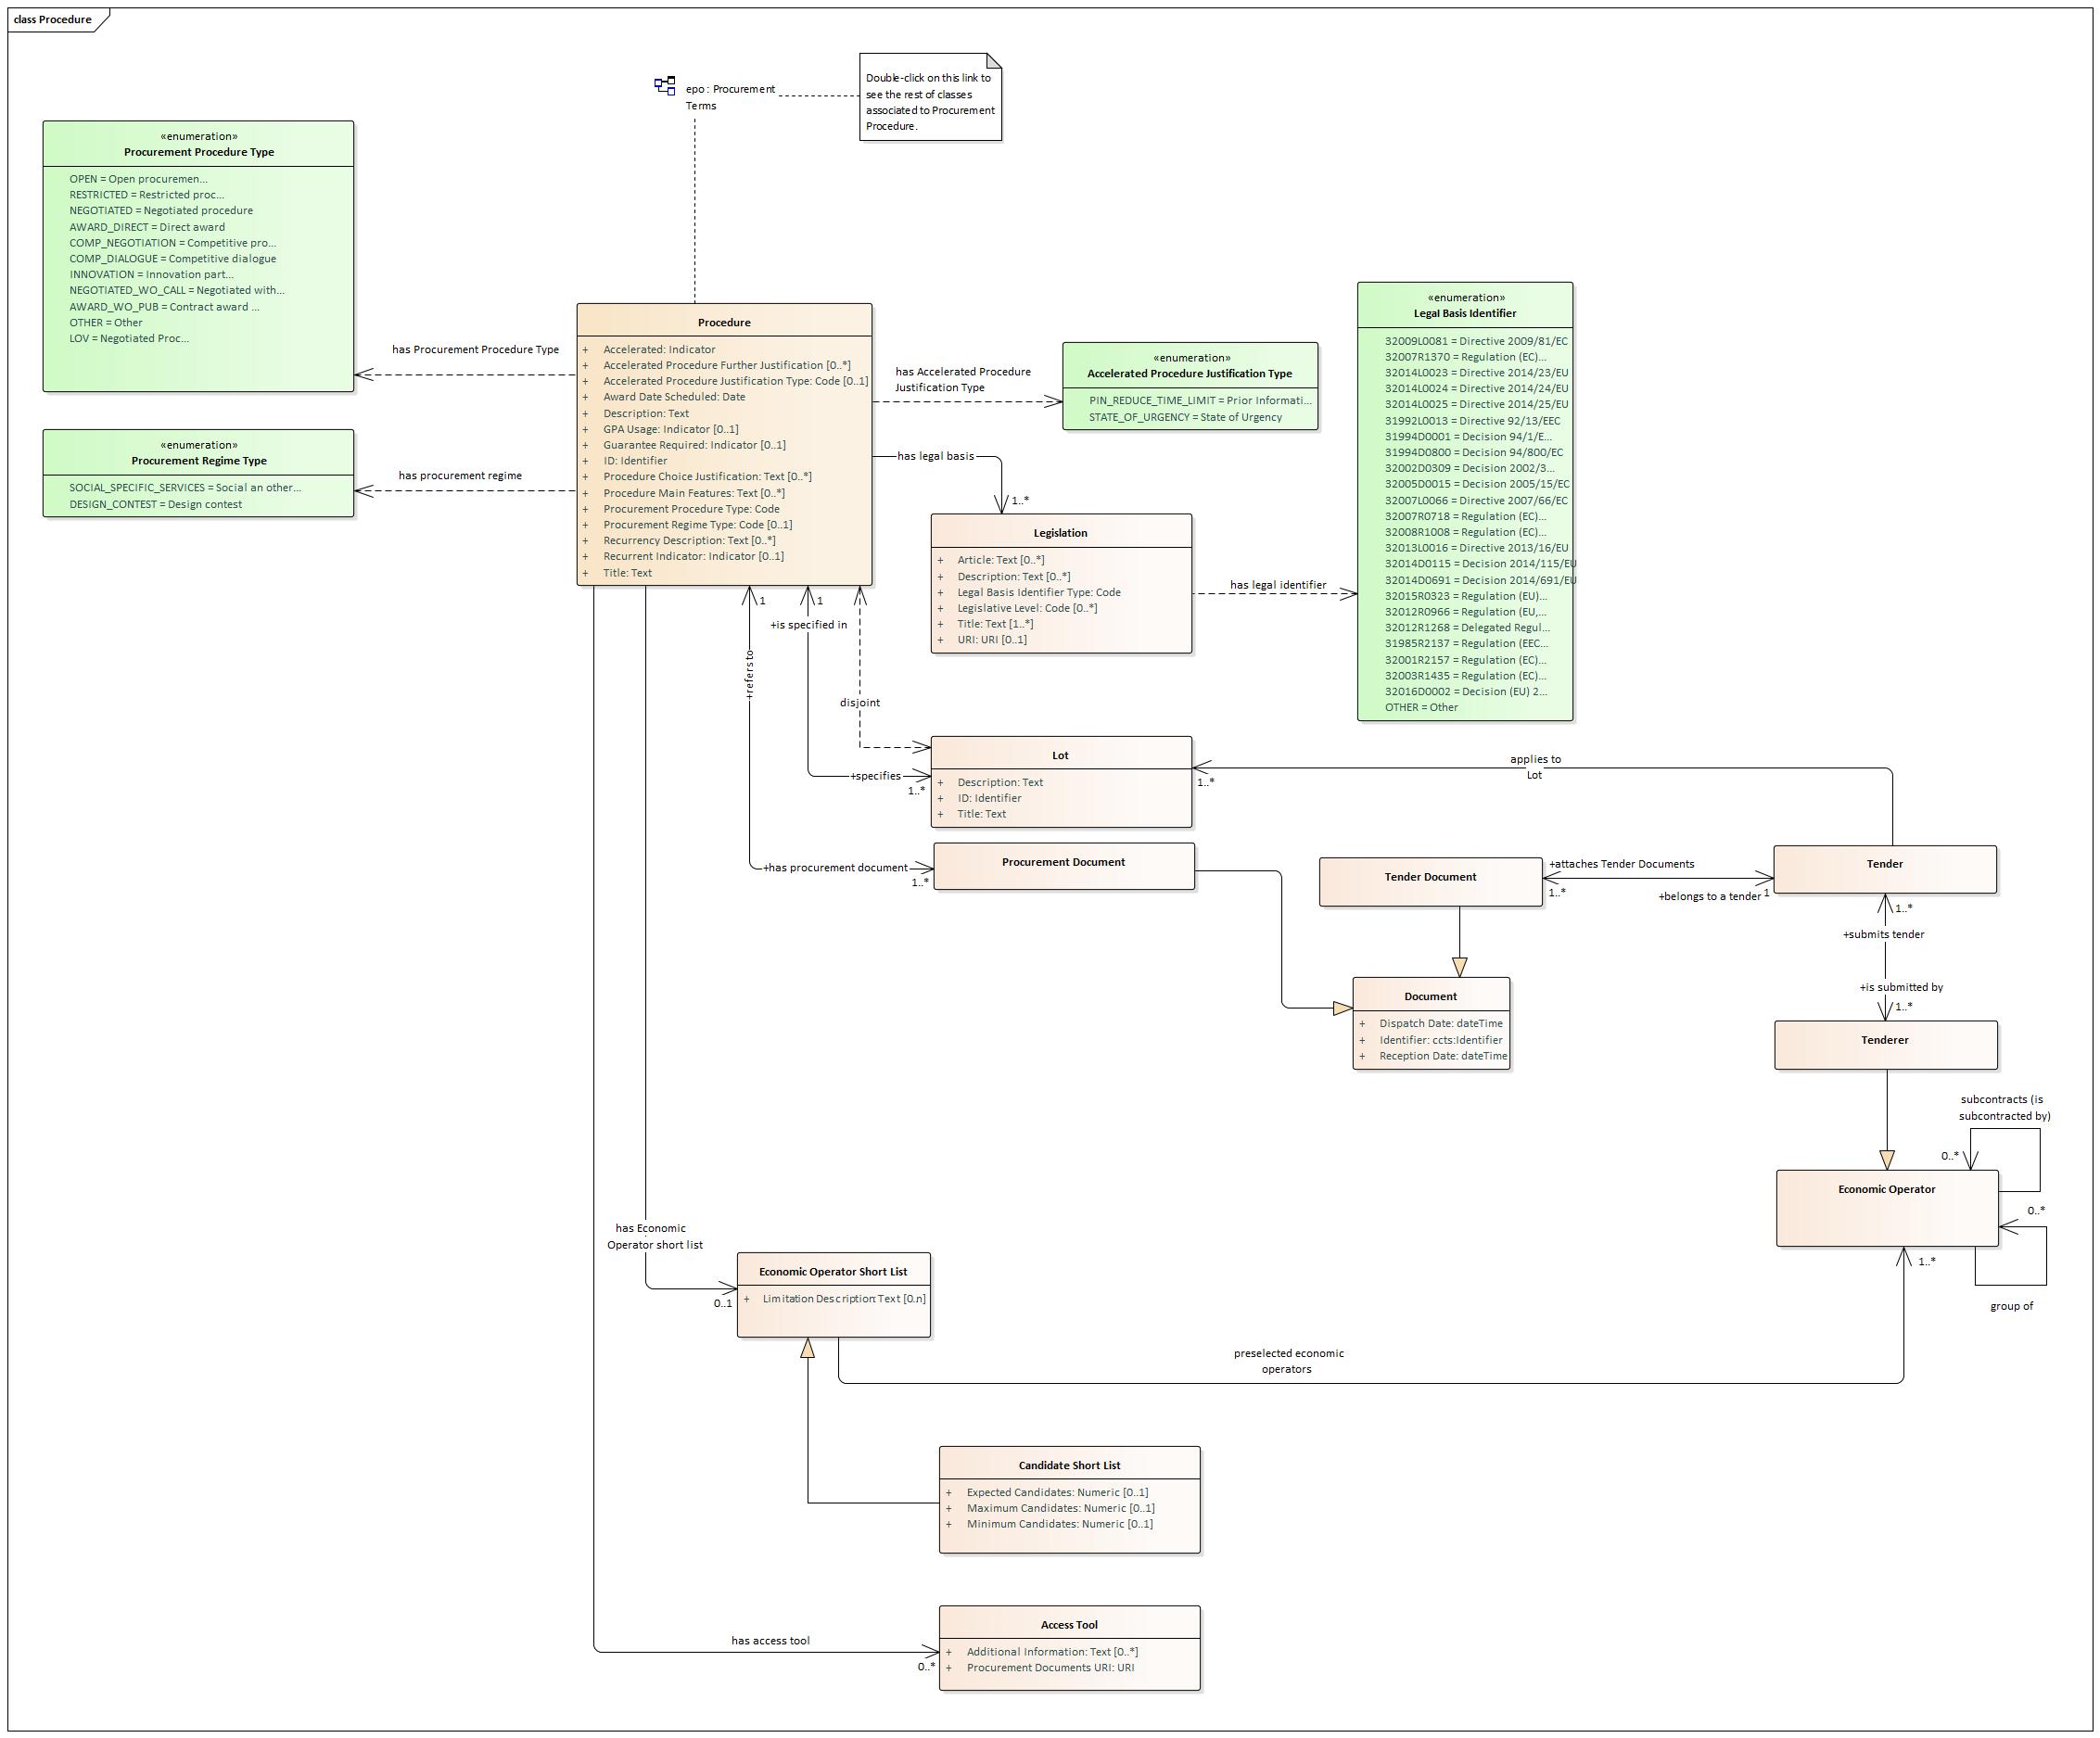 class Procedure
epo : Procurement
Terms
Double-click on this link to
see the rest of classes
associated to Procurement
Procedure.
«enumeration»
Procurement Procedure Type
OPEN = Open procuremen...
RESTRICTED = Restricted proc...
NEGOTIATED = Negotiated procedure
AWARD_DIRECT = Direct award
COMP_NEGOTIATION = Competitive pro...
COMP_DIALOGUE = Competitive dialogue
INNOVATION = Innovation part...
NEGOTIATED_WO_CALL = Negotiated with...
AWARD_WO_PUB = Contract award ...
OTHER = Other
LOV = Negotiated Proc...
has Procurement Procedure Type
«enumeration»
Procurement Regime Type
SOCIAL_SPECIFIC_SERVICES = Social an other...
DESIGN_CONTEST = Design contest
has procurement regime
Procedure
+ Accelerated: Indicator
+ Accelerated Procedure Further Justification [0..*]
+ Accelerated Procedure Justification Type: Code [0..1]
+ Award Date Scheduled: Date
+ Description: Text
+ GPA Usage: Indicator [0..1]
+ Guarantee Required: Indicator [0..1]
+ ID: Identifier
+ Procedure Choice Justification: Text [0..*]
+ Procedure Main Features: Text [0..*]
+ Procurement Procedure Type: Code
+ Procurement Regime Type: Code [0..1]
+ Recurrency Description: Text [0..*]
+ Recurrent Indicator: Indicator [0..1]
+ Title: Text
has Accelerated Procedure
Justification Type
«enumeration»
Accelerated Procedure Justification Type
PIN_REDUCE_TIME_LIMIT = Prior Informati...
STATE_OF_URGENCY = State of Urgency
«enumeration»
Legal Basis Identifier
32009L0081 = Directive 2009/81/EC
32007R1370 = Regulation (EC)...
32014L0023 = Directive 2014/23/EU
32014L0024 = Directive 2014/24/EU
32014L0025 = Directive 2014/25/EU
31992L0013 = Directive 92/13/EEC
31994D0001 = Decision 94/1/E...
31994D0800 = Decision 94/800/EC
32002D0309 = Decision 2002/3...
32005D0015 = Decision 2005/15/EC
32007L0066 = Directive 2007/66/EC
32007R0718 = Regulation (EC)...
32008R1008 = Regulation (EC)...
32013L0016 = Directive 2013/16/EU
32014D0115 = Decision 2014/115/EU
32014D0691 = Decision 2014/691/EU
32015R0323 = Regulation (EU)...
32012R0966 = Regulation (EU,...
32012R1268 = Delegated Regul...
31985R2137 = Regulation (EEC...
32001R2157 = Regulation (EC)...
32003R1435 = Regulation (EC)...
32016D0002 = Decision (EU) 2...
OTHER = Other
has legal basis
1..*
Legislation
+ Article: Text [0..*]
+ Description: Text [0..*]
+ Legal Basis Identifier Type: Code
+ Legislative Level: Code [0..*]
+ Title: Text [1..*]
+ URI: URI [0..1]
has legal identifier
1
1
+is specified in
+refers to
disjoint
+specifies
1..*
Lot
+ Description: Text
+ ID: Identifier
+ Title: Text
1..*
applies to
Lot
+has procurement document
1..*
Procurement Document
Tender Document
+attaches Tender Documents
1..*
+belongs to a tender 1
Tender
1..*
+submits tender
+is submitted by
1..*
Tenderer
Document
+ Dispatch Date: dateTime
+ Identifier: ccts:Identifier
+ Reception Date: dateTime
subcontracts (is
subcontracted by)
0..*
Economic Operator
0..*
1..*
group of
has Economic
Operator short list
0..1
Economic Operator Short List
+ Limitation Description: Text [0.n]
preselected economic
operators
Candidate Short List
+ Expected Candidates: Numeric [0..1]
+ Maximum Candidates: Numeric [0..1]
+ Minimum Candidates: Numeric [0..1]
has access tool
0..*
Access Tool
+ Additional Information: Text [0..*]
+ Procurement Documents URI: URI